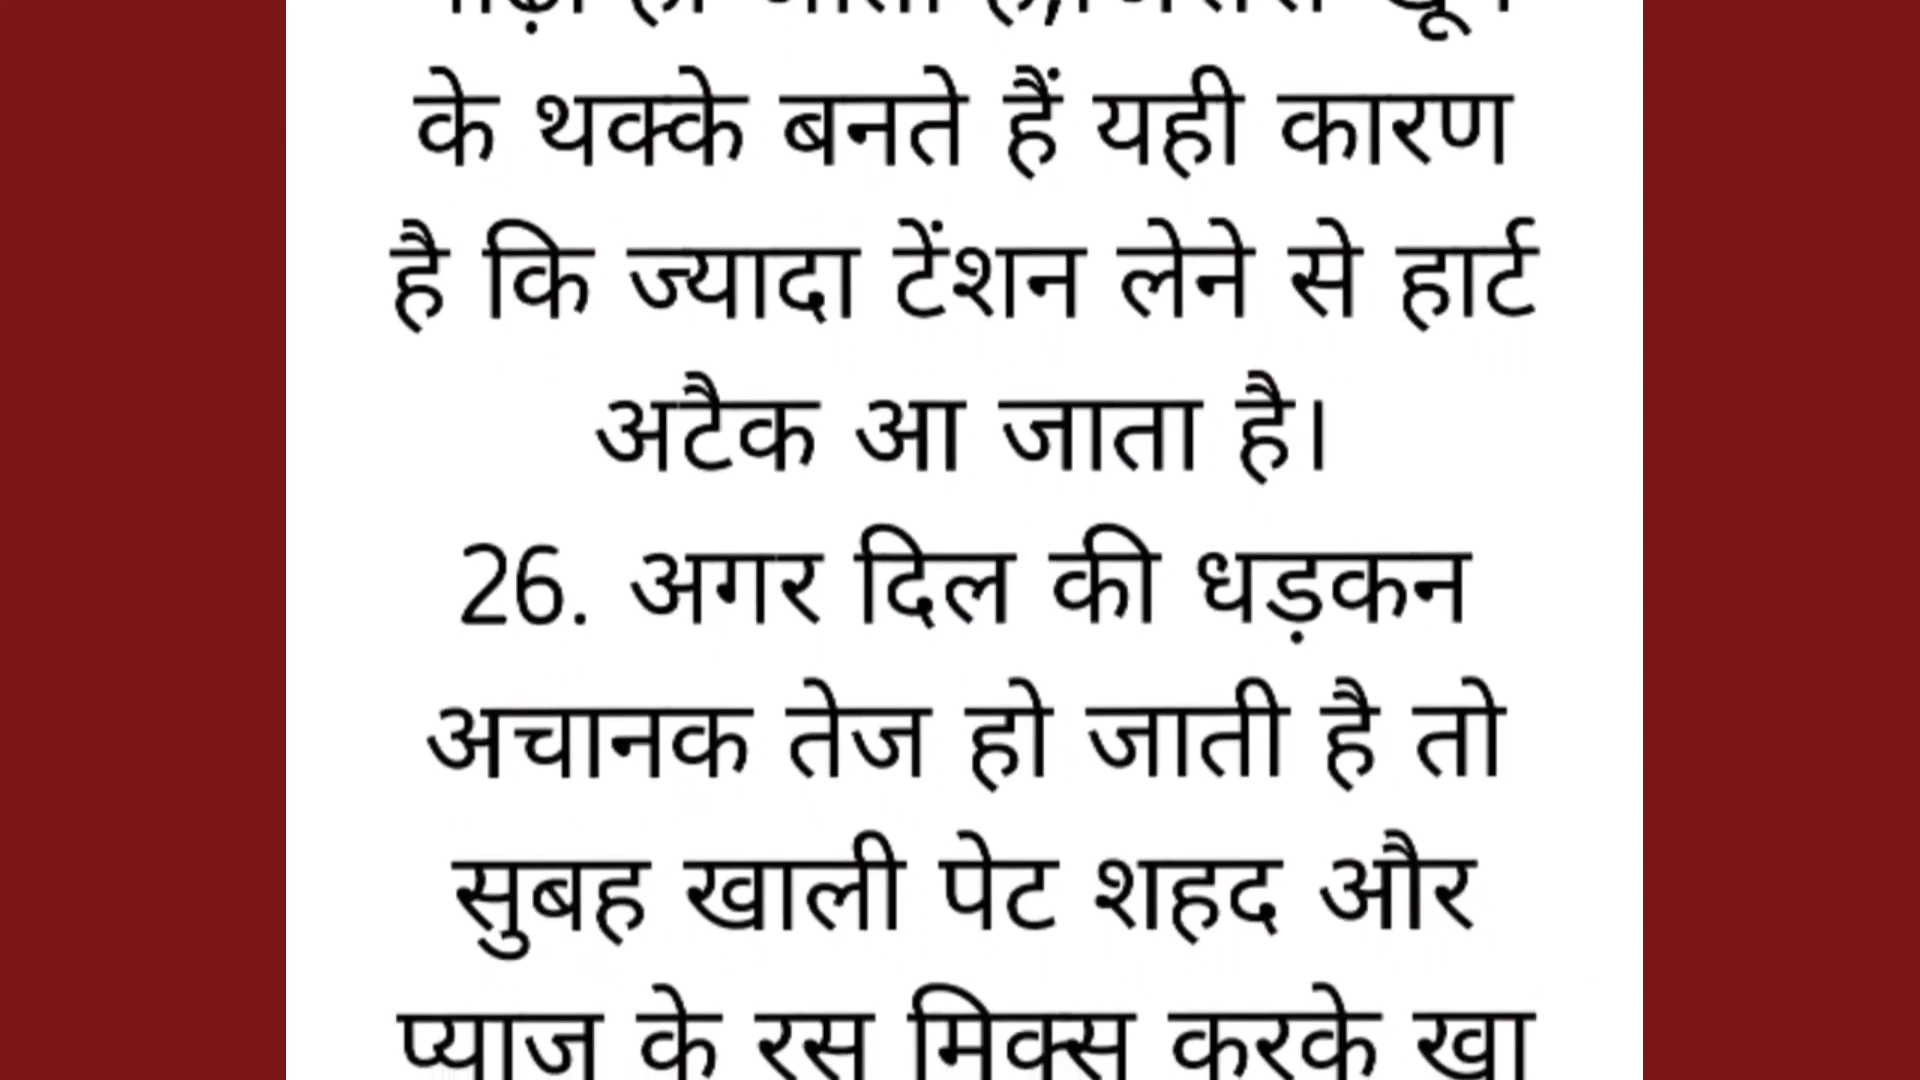 के थक्के बनते हैं यही कारण
है कि ज्यादा टेंशन लेने से हार्ट
अटैक आ जाता है।
26. अगर दिल की धड़कन
अचानक तेज हो जाती है तो
सुबह खाली पेट शहद और
प्याज के रस मिक्स करके खा